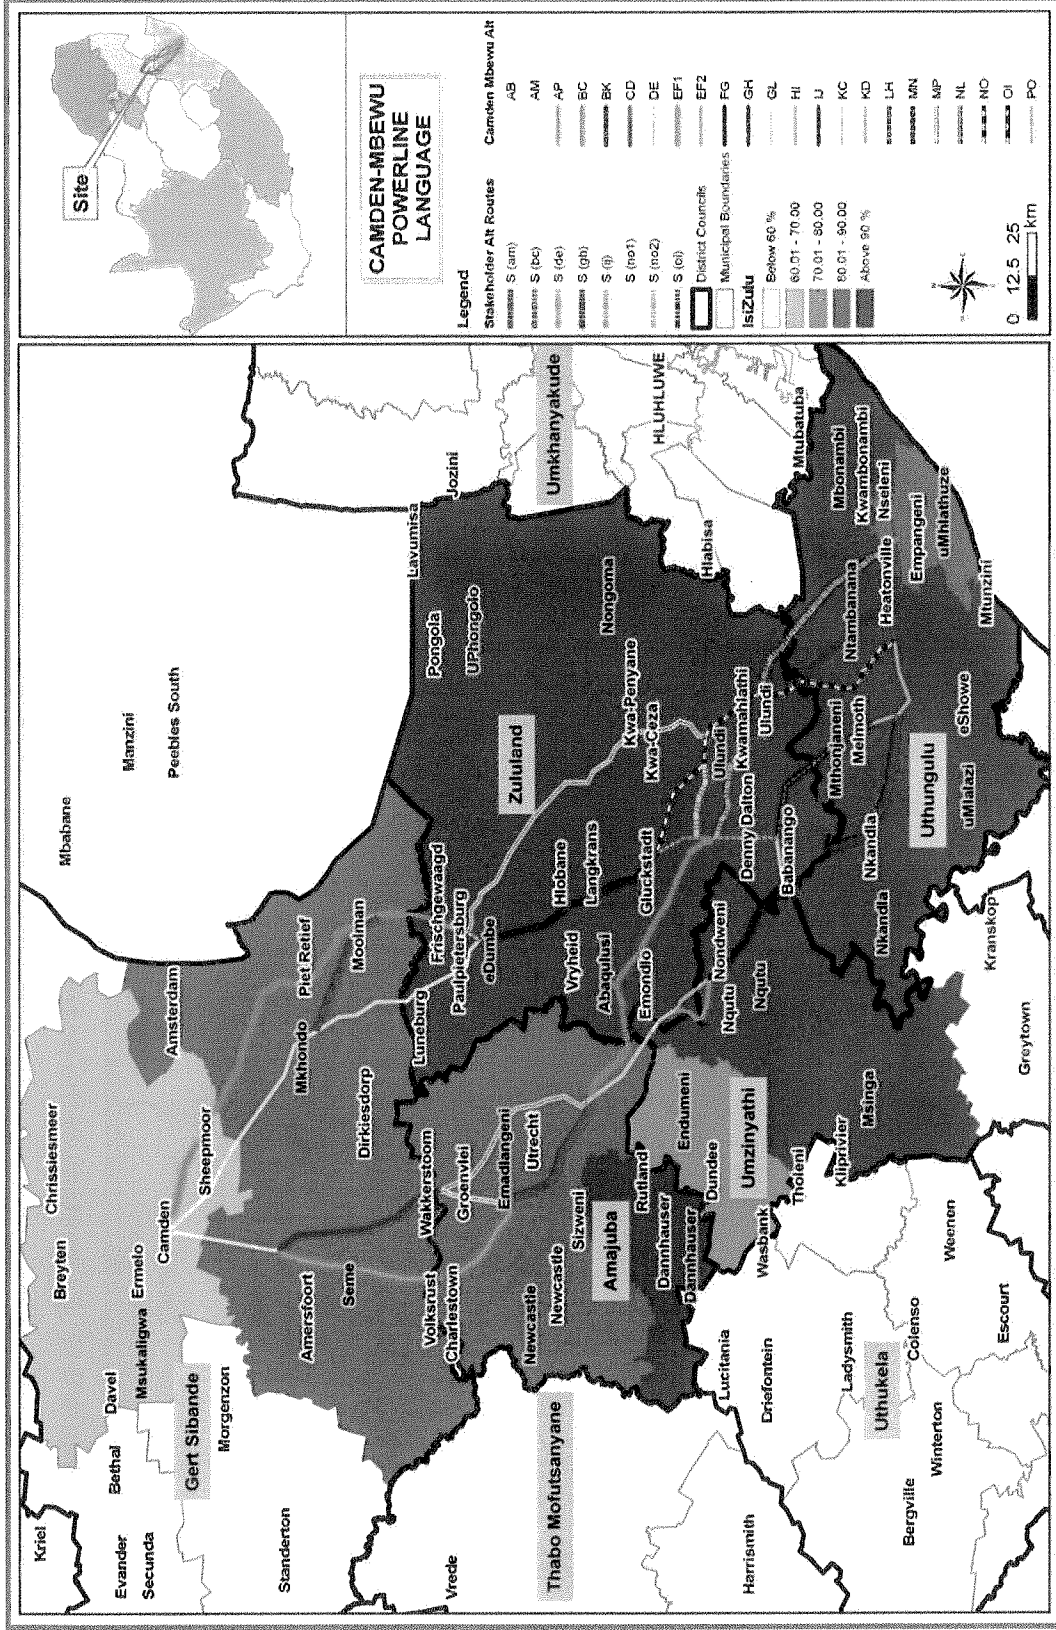 Site
CAMDEN-MBEWU
POWERLINE
LANGUAGE
Legend
Stakeholder Alt Routes
S (am)
S (bc)
S (de)
S (gh)
S (ij)
S (no1)
S (no2)
S (oi)
District Councils
Municipal Boundaries
IsiZulu
Below 60 %
60.01 - 70.00
70.01 - 80.00
80.01 - 90.00
Above 90 %
Camden Mbewu Alt
AB
AM
AP
BC
BK
CD
DE
EF1
EF2
FG
GH
GL
HI
IJ
KC
KD
LH
MN
MP
NL
NO
OI
PO
0 12.5 25
km
Kriel
Evander
Secunda
Bethal
Davel
Breyten
Chrissiesmeer
Msukaligwa
Ermelo
Camden
Gert Sibande
Morgenzon
Sheepmoor
Amsterdam
Mbabane
Manzini
Peebles South
Standerton
Amersfoort
Seme
Dirkiesdorp
Mkhondo
Piet Retief
Moolman
Vrede
Volksrust
Charlestown
Wakkerstoom
Groenvlei
Luneburg
Frischgewaagd
Paulpietersburg
eDumbe
Pongola
UPhongolo
Lavumisa
Jozini
Zululand
Umkhanyakude
Thabo Mofutsanyane
Newcastle
Newcastle
Sizweni
Emadlangeni
Utrecht
Amajuba
Vryheid
Abaqulusi
Hlobane
Langkrans
Kwa-Penyane
Kwa-Ceza
Nongoma
HLUHLUWE
Rutland
Dannhauser
Dannhauser
Endumeni
Dundee
Emondlo
Gluckstadt
Hlabisa
Lucitania
Driefontein
Harrismith
Wasbank
Umzinyathi
Nqutu
Nondweni
Nqutu
Denny Dalton
Ulundi
Kwamahlathi
Ulundi
Babanango
Mtubatuba
Tholeni
Kliprivier
Msinga
Mthonjaneni
Melmoth
Ntambanana
Heatonville
Mbonambi
Kwambonambi
Nseleni
Empangeni
uMhlathuze
Ladysmith
Uthukela
Colenso
Weenen
Bergville
Winterton
Escourt
Nkandla
Nkandla
Uthungulu
uMlalazi
eShowe
Mtunzini
Kranskop
Greytown